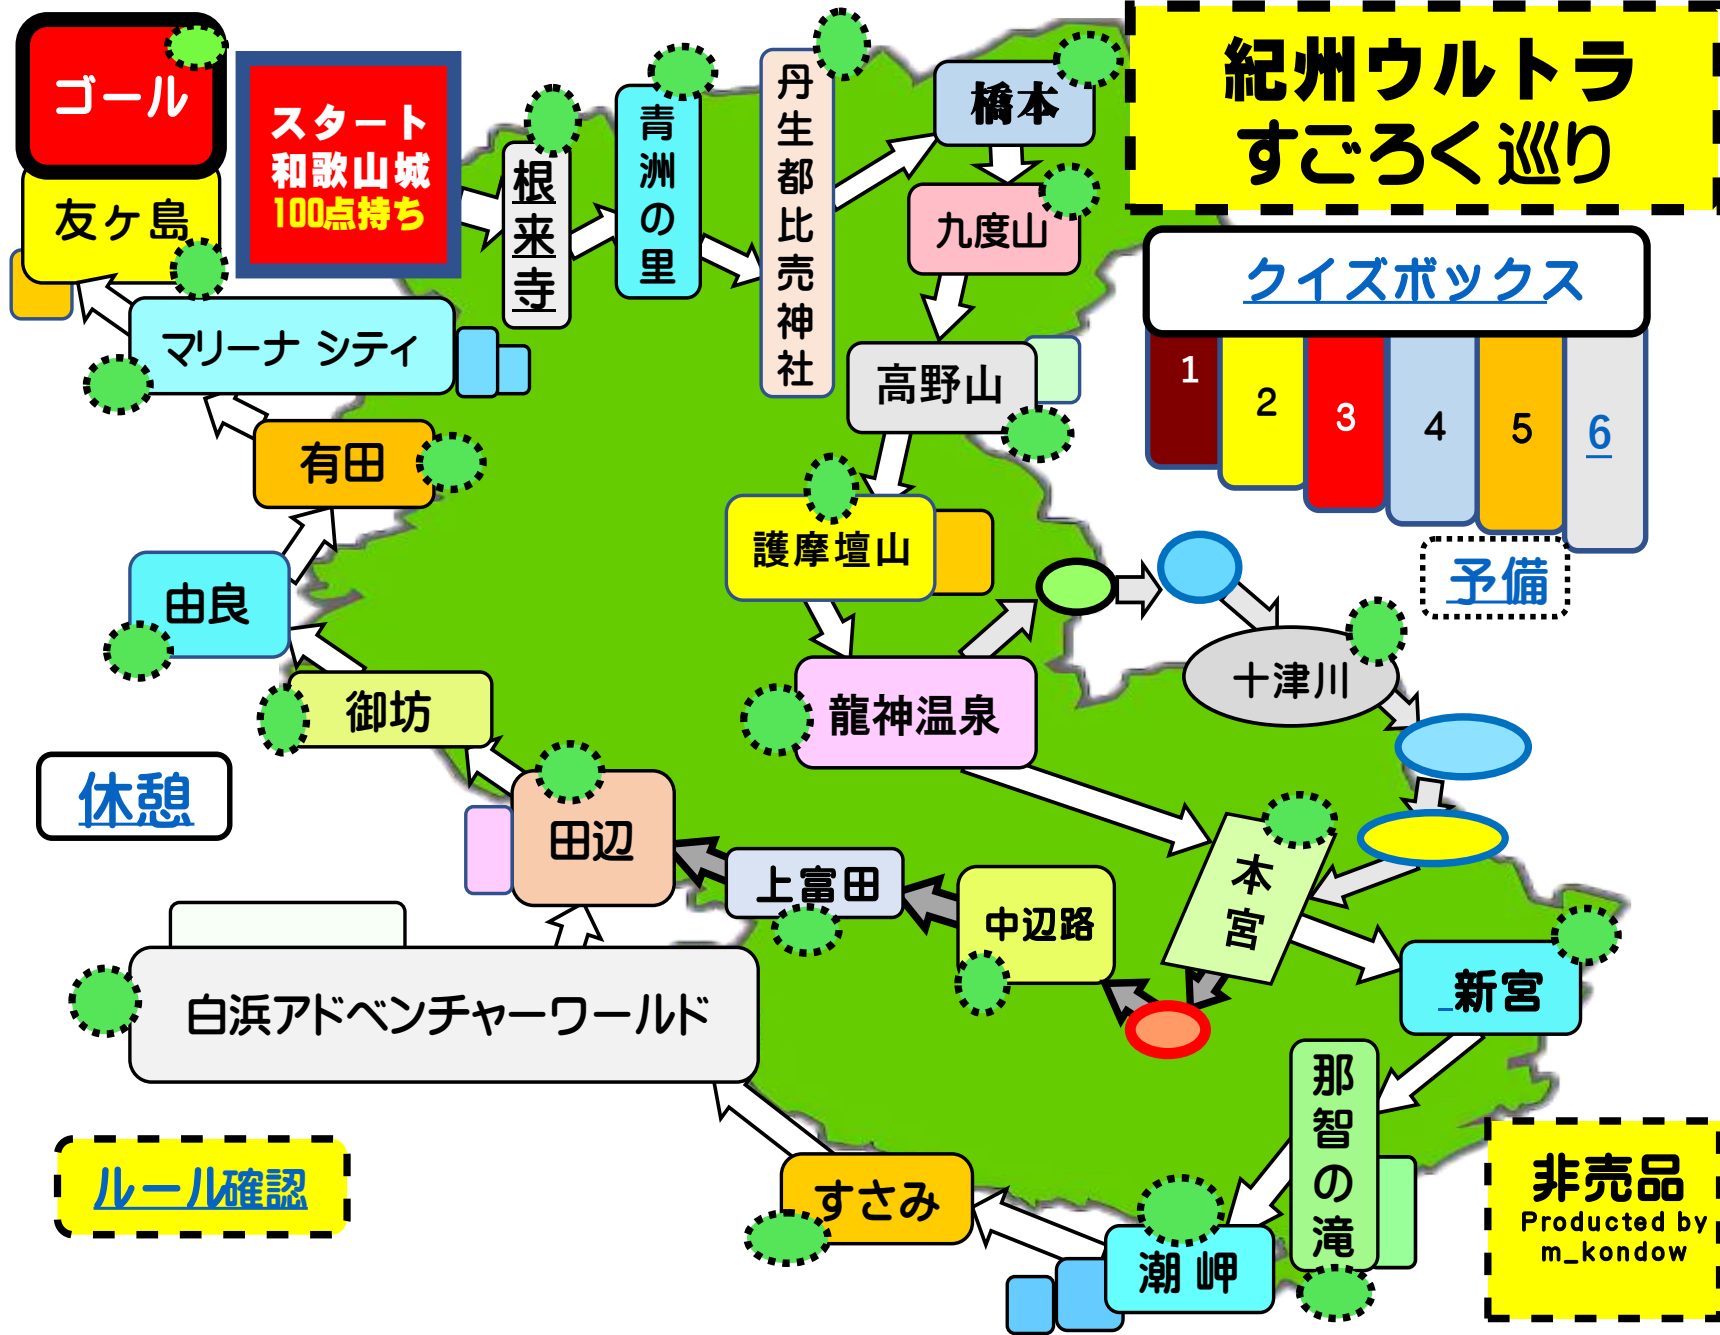 紀州ウルトラ
すごろく巡り
ゴール
スタート
和歌山城
100点持ち
根来寺
青洲の里
丹生都比売神社
橋本
九度山
高野山
護摩壇山
龍神温泉
十津川
本宮
新宮
那智の滝
潮岬
すさみ
白浜アドベンチャーワールド
中辺路
上富田
田辺
御坊
由良
有田
マリーナ シティ
友ヶ島
クイズボックス
1
2
3
4
5
6
予備
休憩
ルール確認
非売品
Producted by
m_kondow